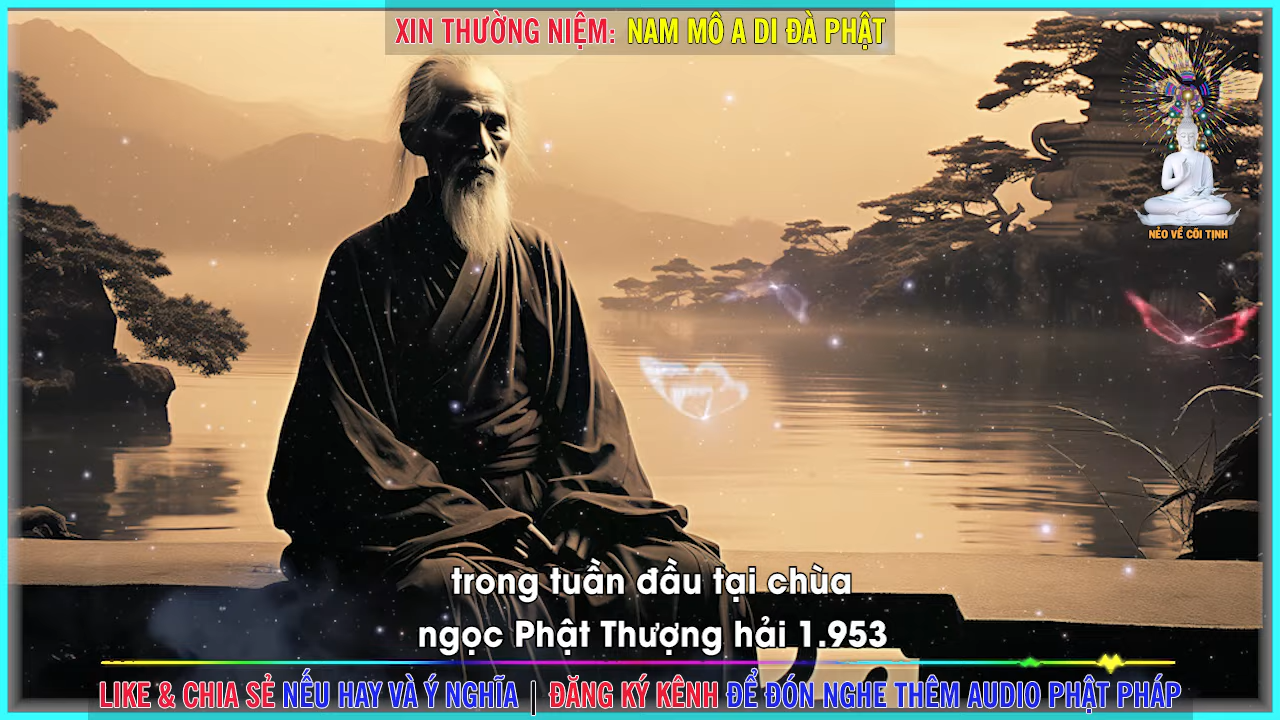 XIN THƯỜNG NIỆM: NAM MÔ A DI ĐÀ PHẬT
NẺO VỀ CÕI TỊNH
trong tuần đầu tại chùa
ngọc Phật Thượng hải 1.953
LIKE & CHIA SẺ NẾU HAY VÀ Ý NGHĨA | ĐĂNG KÝ KÊNH ĐỂ ĐÓN NGHE THÊM AUDIO PHẬT PHÁP